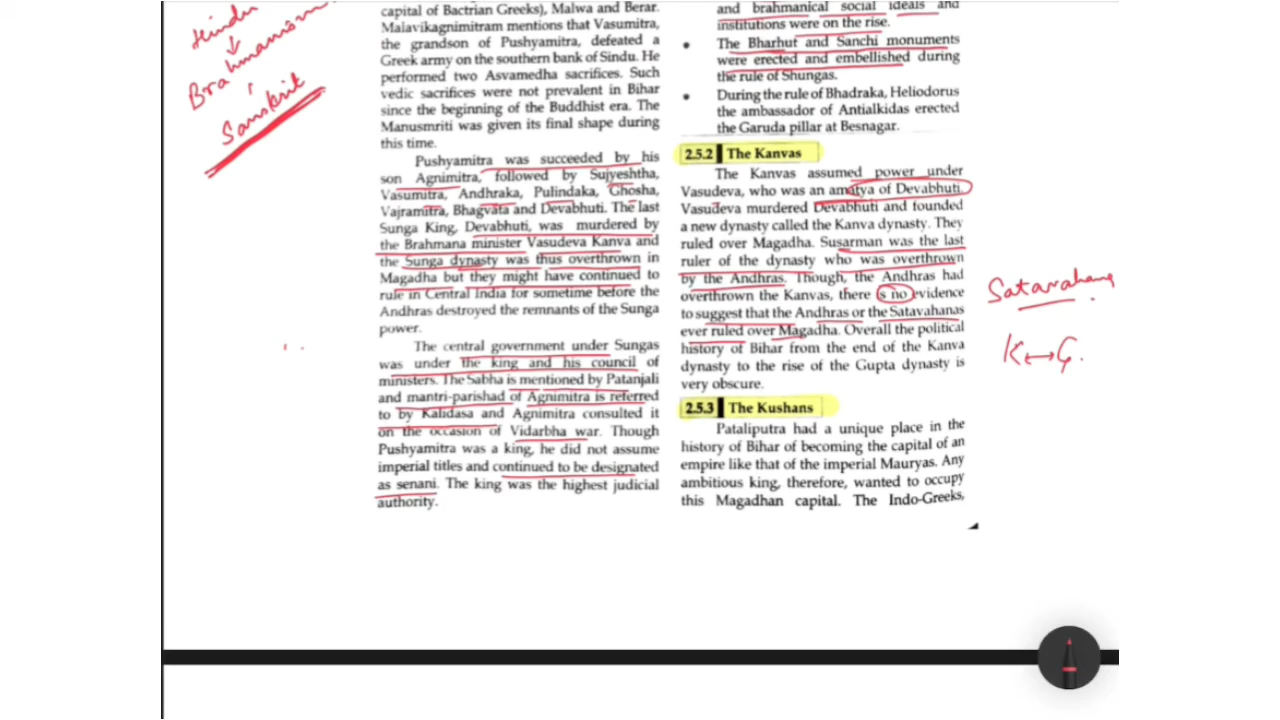 Hindu
Brahmanism
Sanskrit
capital of Bactrian Greeks), Malwa and Berar.
Malavikagnimitram mentions that Vasumitra,
the grandson of Pushyamitra, defeated a
Greek army on the southern bank of Sindu. He
performed two Asvamedha sacrifices. Such
vedic sacrifices were not prevalent in Bihar
since the beginning of the Buddhist era. The
Manusmriti was given its final shape during
this time.
Pushyamitra was succeeded by his
son Agnimitra, followed by Sujyeshtha,
Vasumitra, Andhraka, Pulindaka, Ghosha,
Vajramitra, Bhagvata and Devabhuti. The last
Sunga King, Devabhuti, was murdered by
the Brahmana minister Vasudeva Kanva and
the Sunga dynasty was thus overthrown in
Magadha but they might have continued to
rule in Central India for sometime before the
Andhras destroyed the remnants of the Sunga
power.
The central government under Sungas
was under the king and his council of
ministers. The Sabha is mentioned by Patanjali
and mantri-parishad of Agnimitra is referred
to by Kalidasa and Agnimitra consulted it
on the occasion of Vidarbha war. Though
Pushyamitra was a king, he did not assume
imperial titles and continued to be designated
as senani. The king was the highest judicial
authority.
and brahmanical social ideals and
institutions were on the rise.
• The Bharhut and Sanchi monuments
were erected and embellished during
the rule of Shungas.
• During the rule of Bhadraka, Heliodorus
the ambassador of Antialkidas erected
the Garuda pillar at Besnagar.
2.5.2 The Kanvas
The Kanvas assumed power under
Vasudeva, who was an amatya of Devabhuti.
Vasudeva murdered Devabhuti and founded
a new dynasty called the Kanva dynasty. They
ruled over Magadha. Susarman was the last
ruler of the dynasty who was overthrown
by the Andhras. Though, the Andhras had
overthrown the Kanvas, there is no evidence
to suggest that the Andhras or the Satavahanas
ever ruled over Magadha. Overall the political
history of Bihar from the end of the Kanva
dynasty to the rise of the Gupta dynasty is
very obscure.
2.5.3 The Kushans
Pataliputra had a unique place in the
history of Bihar of becoming the capital of an
empire like that of the imperial Mauryas. Any
ambitious king, therefore, wanted to occupy
this Magadhan capital. The Indo-Greeks,
Satavahana
K↔G.